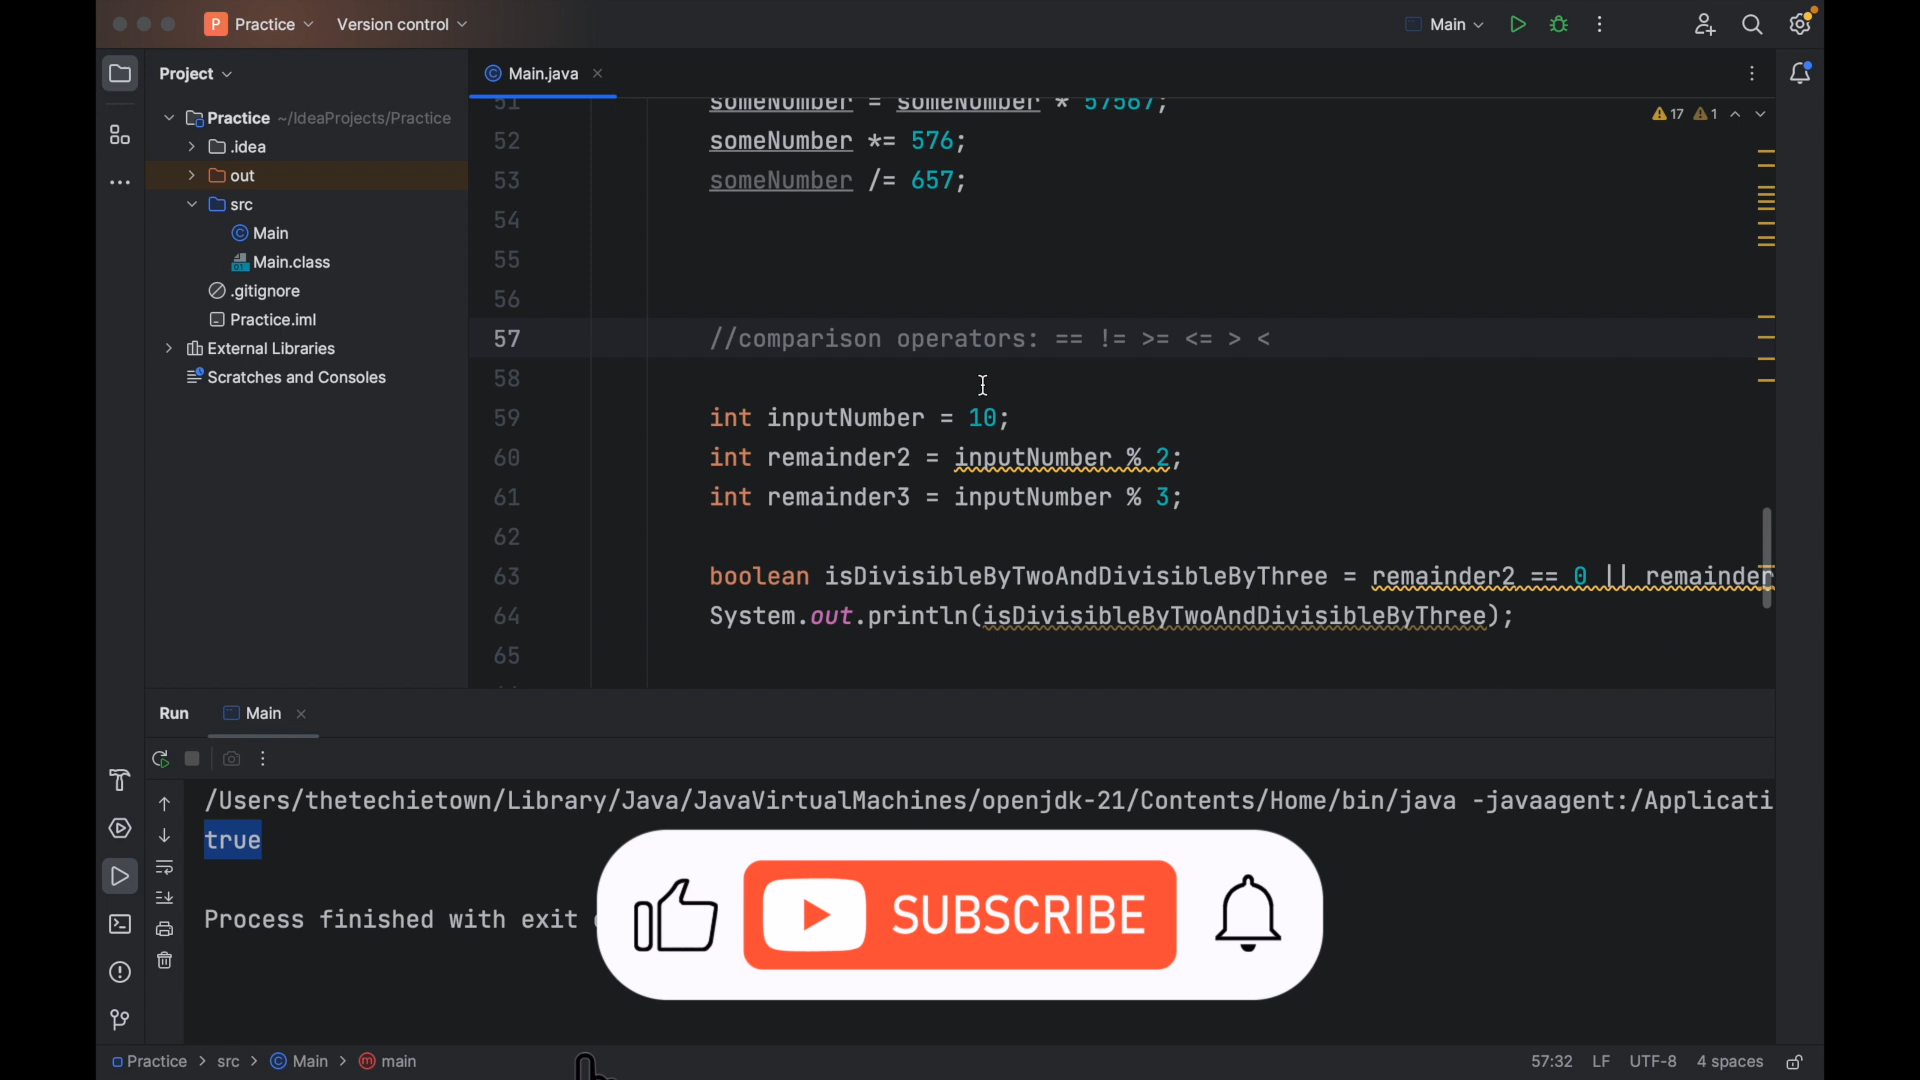 P Practice
Version control
Main
Project
Main.java
Practice ~/IdeaProjects/Practice
.idea
out
src
Main
Main.class
.gitignore
Practice.iml
External Libraries
Scratches and Consoles
17 1
51 someNumber = someNumber * 57567;
52 someNumber *= 576;
53 someNumber /= 657;
54
55
56
57 //comparison operators: == != >= <= > <
58
59 int inputNumber = 10;
60 int remainder2 = inputNumber % 2;
61 int remainder3 = inputNumber % 3;
62
63 boolean isDivisibleByTwoAndDivisibleByThree = remainder2 == 0 || remainder
64 System.out.println(isDivisibleByTwoAndDivisibleByThree);
65
Run Main
/Users/thetechietown/Library/Java/JavaVirtualMachines/openjdk-21/Contents/Home/bin/java -javaagent:/Applicati
true
Process finished with exit
SUBSCRIBE
Practice > src > Main > main
57:32 LF UTF-8 4 spaces